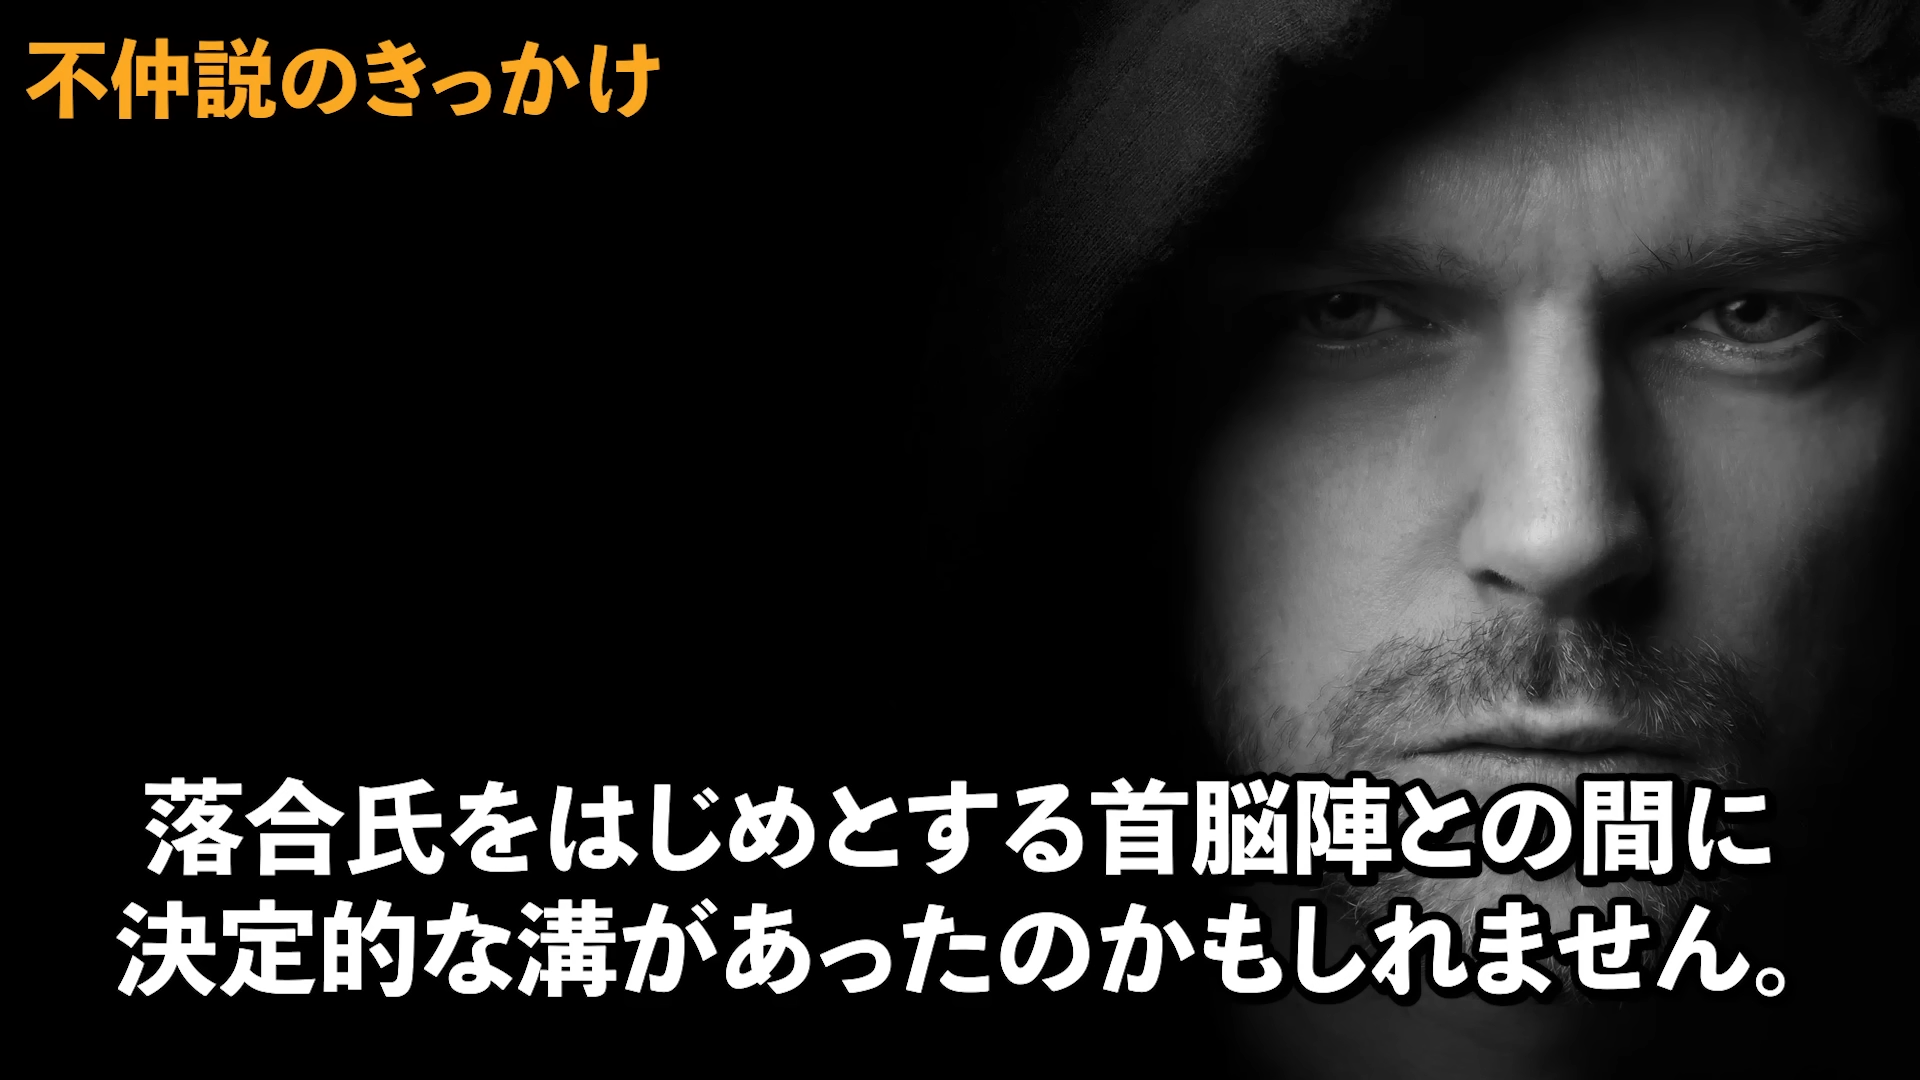 不仲説のきっかけ
落合氏をはじめとする首脳陣との間に
決定的な溝があったのかもしれません。